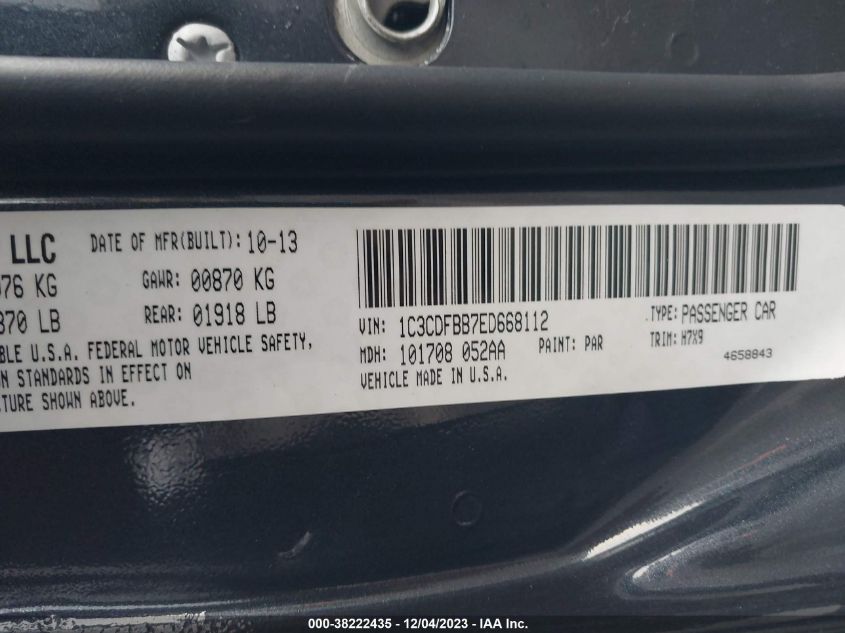 LLC DATE OF MFR(BUILT): 10-13
76 KG GAWR: 00870 KG
370 LB REAR: 01918 LB
BLE U.S.A. FEDERAL MOTOR VEHICLE SAFETY,
N STANDARDS IN EFFECT ON
TURE SHOWN ABOVE.
VIN: 1C3CDFBB7ED668112 TYPE: PASSENGER CAR
MDH: 101708 052AA PAINT: PAR TRIM: H7X9
VEHICLE MADE IN U.S.A. 4658843
000-38222435 - 12/04/2023 - IAA Inc.